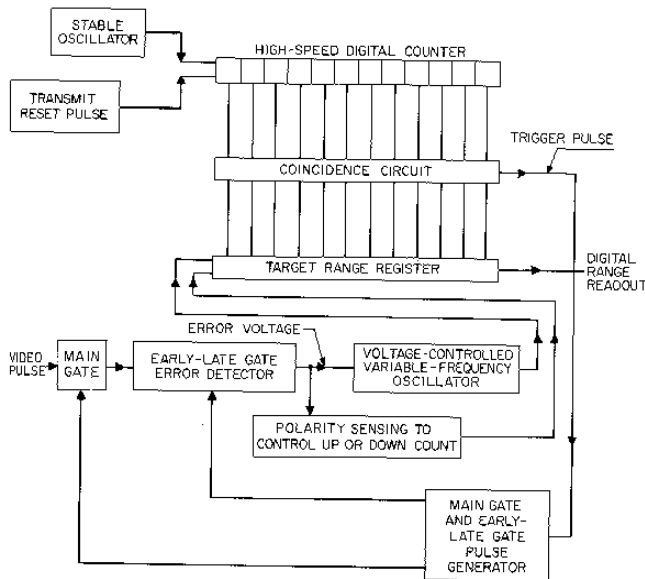 STABLE
OSCILLATOR
HIGH-SPEED DIGITAL COUNTER
TRANSMIT
RESET PULSE
TRIGGER PULSE
COINCIDENCE CIRCUIT
TARGET RANGE REGISTER
DIGITAL
RANGE
READOUT
ERROR VOLTAGE
VIDEO
PULSE
MAIN
GATE
EARLY-LATE GATE
ERROR DETECTOR
VOLTAGE-CONTROLLED
VARIABLE-FREQUENCY
OSCILLATOR
POLARITY SENSING TO
CONTROL UP OR DOWN COUNT
MAIN GATE
AND EARLY-
LATE GATE
PULSE
GENERATOR